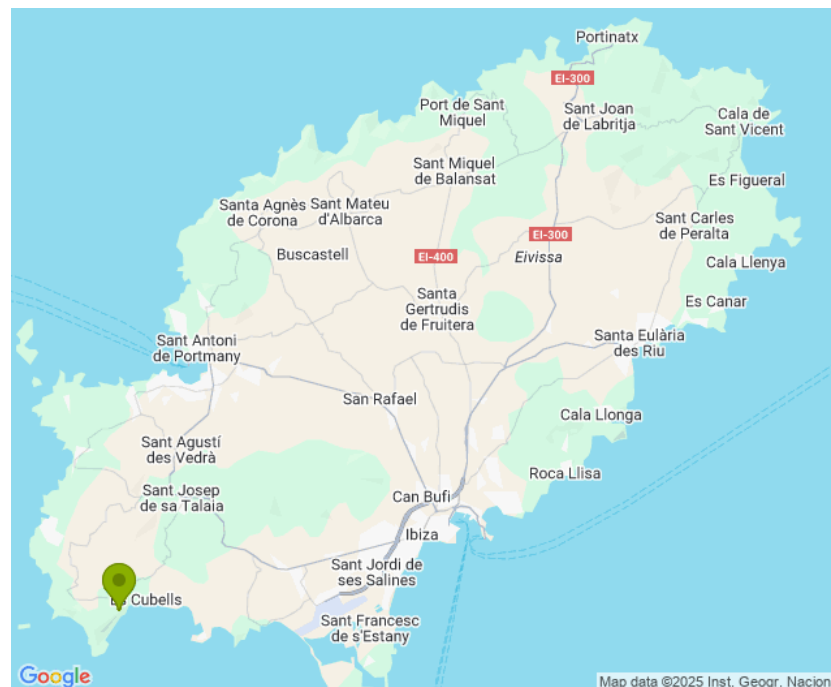 Portinatx
EI-300
Port de Sant
Miquel
Sant Joan
de Labritja
Cala de
Sant Vicent
Sant Miquel
de Balansat
Es Figueral
Santa Agnès
de Corona
Sant Mateu
d'Albarca
Sant Carles
de Peralta
EI-300
Buscastell
EI-400
Eivissa
Cala Llenya
Santa
Gertrudis
de Fruitera
Es Canar
Sant Antoni
de Portmany
Santa Eulària
des Riu
San Rafael
Cala Llonga
Sant Agustí
des Vedrà
Roca Llisa
Sant Josep
de sa Talaia
Can Bufi
Ibiza
Sant Jordi de
ses Salines
Es Cubells
Sant Francesc
de s'Estany
Google
Map data ©2025 Inst. Geogr. Nacion